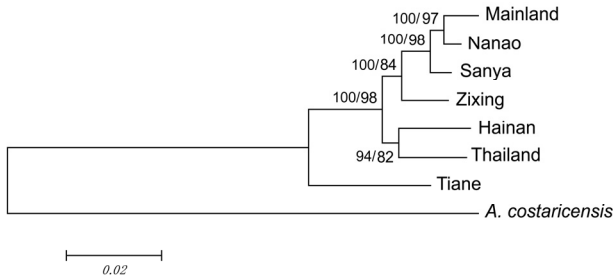 100/97
Mainland
100/98
Nanao
100/84
Sanya
100/98
Zixing
Hainan
94/82
Thailand
Tiane
A. costaricensis
0.02